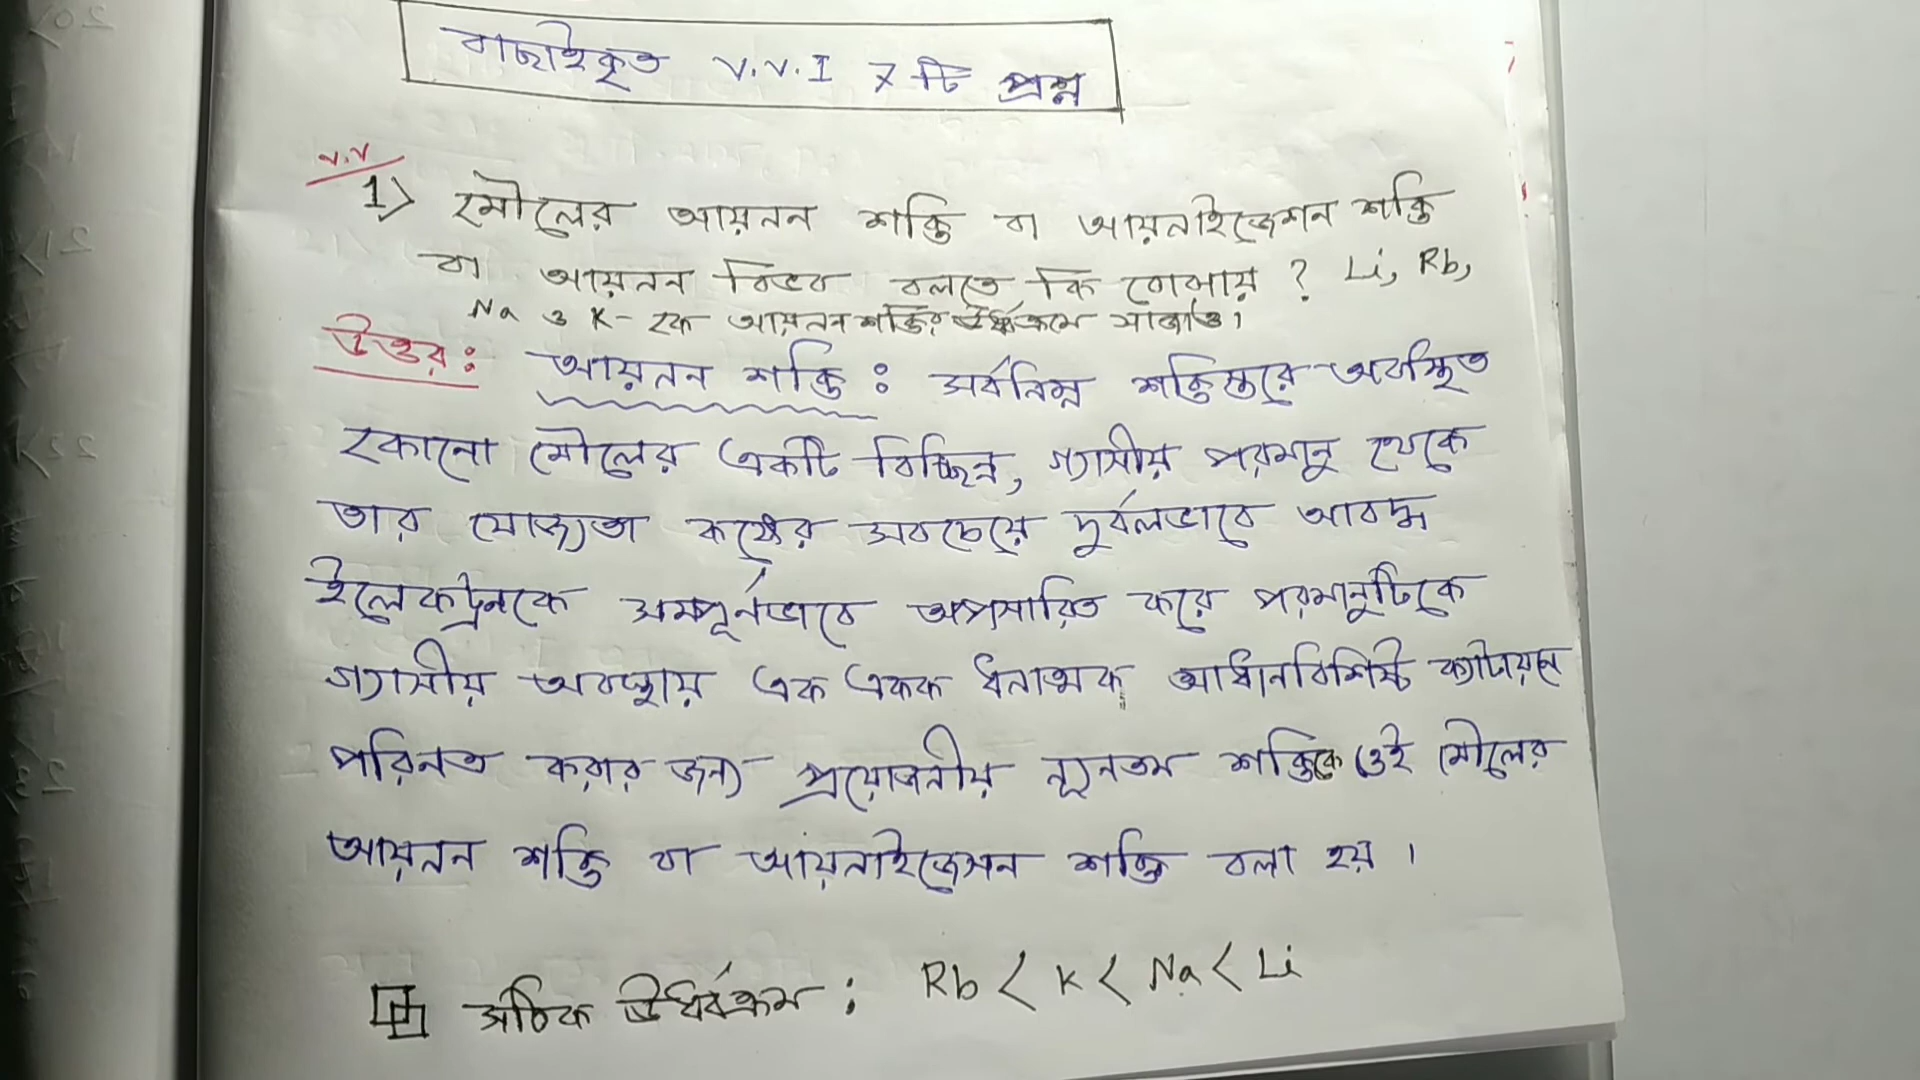 বাছাইকৃত v.v.I 7 টি প্রশ্ন
v.v
1) মৌলের আয়নন শক্তি বা আয়নাইজেশন শক্তি
বা আয়নন বিভব বলতে কি বোঝায় ? Li, Rb,
Na ও K- কে আয়নন শক্তির ঊর্ধ্বক্রমে সাজাও।
উত্তর: আয়নন শক্তি : সর্বনিম্ন শক্তিস্তরে অবস্থিত
কোনো মৌলের একটি বিচ্ছিন্ন, গ্যাসীয় পরমানু থেকে
তার যোজ্যতা কক্ষের সবচেয়ে দুর্বলভাবে আবদ্ধ
ইলেকট্রনকে সম্পূর্নভাবে অপসারিত করে পরমানুটিকে
গ্যাসীয় অবস্থায় এক একক ধনাত্মক আধানবিশিষ্ট ক্যাটায়নে
পরিনত করার জন্য প্রয়োজনীয় ন্যূনতম শক্তিকে ওই মৌলের
আয়নন শক্তি বা আয়নাইজেসন শক্তি বলা হয় ।
সঠিক ঊর্ধ্বক্রম : Rb < K < Na < Li